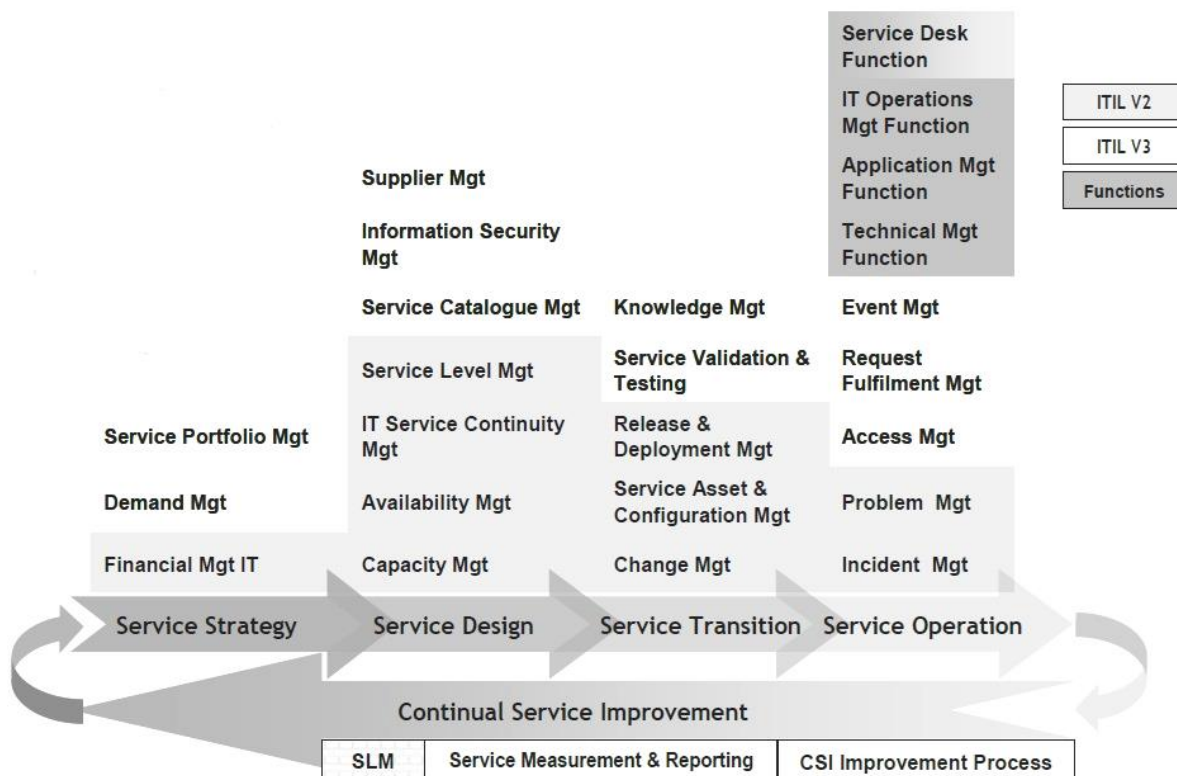 Service Desk
Function
IT Operations
Mgt Function
Application Mgt
Function
Technical Mgt
Function
ITIL V2
ITIL V3
Functions
Supplier Mgt
Information Security
Mgt
Service Catalogue Mgt
Knowledge Mgt
Event Mgt
Service Level Mgt
Service Validation &
Testing
Request
Fulfilment Mgt
Service Portfolio Mgt
IT Service Continuity
Mgt
Release &
Deployment Mgt
Access Mgt
Demand Mgt
Availability Mgt
Service Asset &
Configuration Mgt
Problem Mgt
Financial Mgt IT
Capacity Mgt
Change Mgt
Incident Mgt
Service Strategy
Service Design
Service Transition
Service Operation
Continual Service Improvement
SLM
Service Measurement & Reporting
CSI Improvement Process